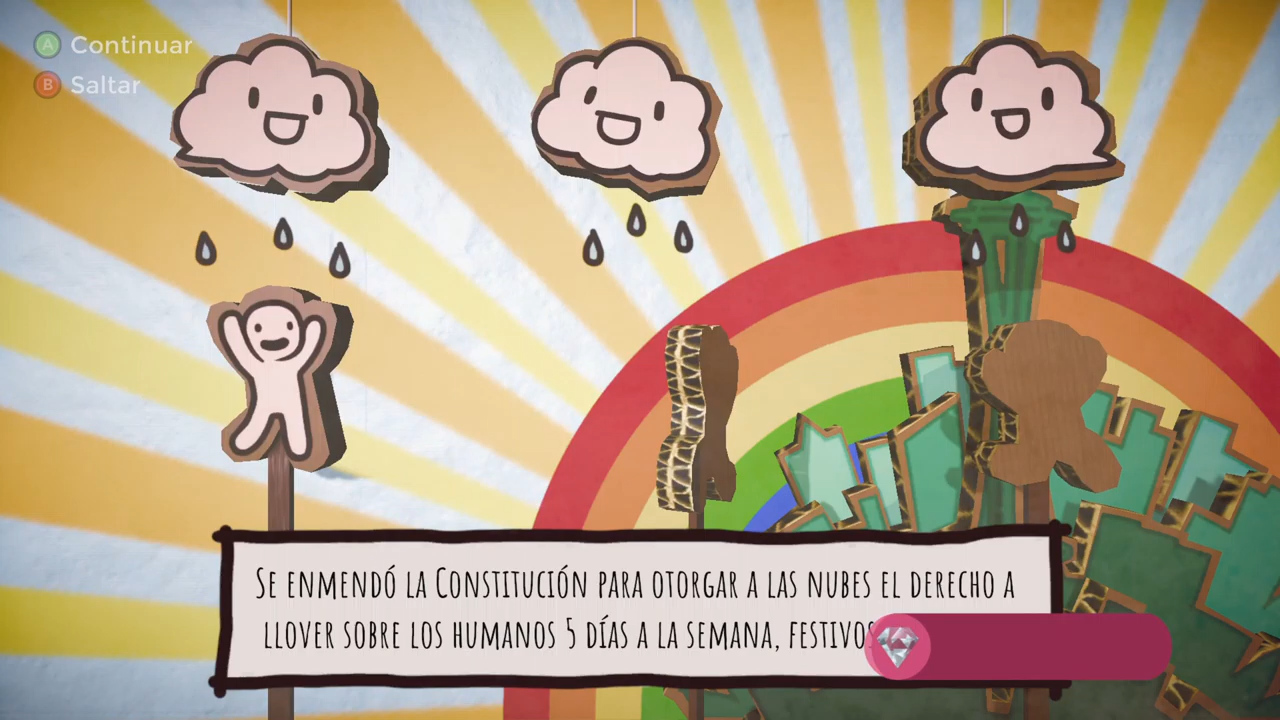 A Continuar
B Saltar
Se enmendó la Constitución para otorgar a las nubes el derecho a
llover sobre los humanos 5 días a la semana, festivos